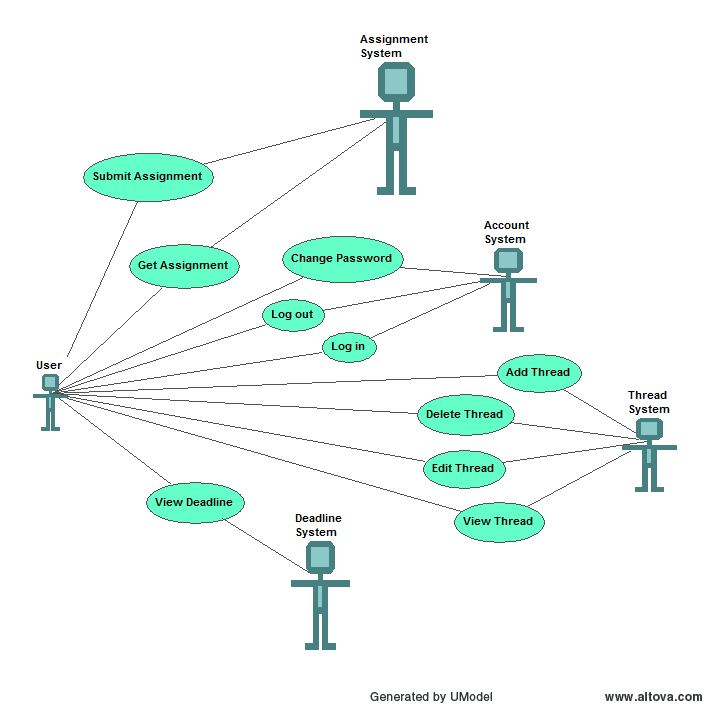 Assignment
System
Submit Assignment
Account
System
Get Assignment
Change Password
Log out
Log in
User
Add Thread
Thread
System
Delete Thread
Edit Thread
View Deadline
Deadline
System
View Thread
Generated by UModel
www.altova.com